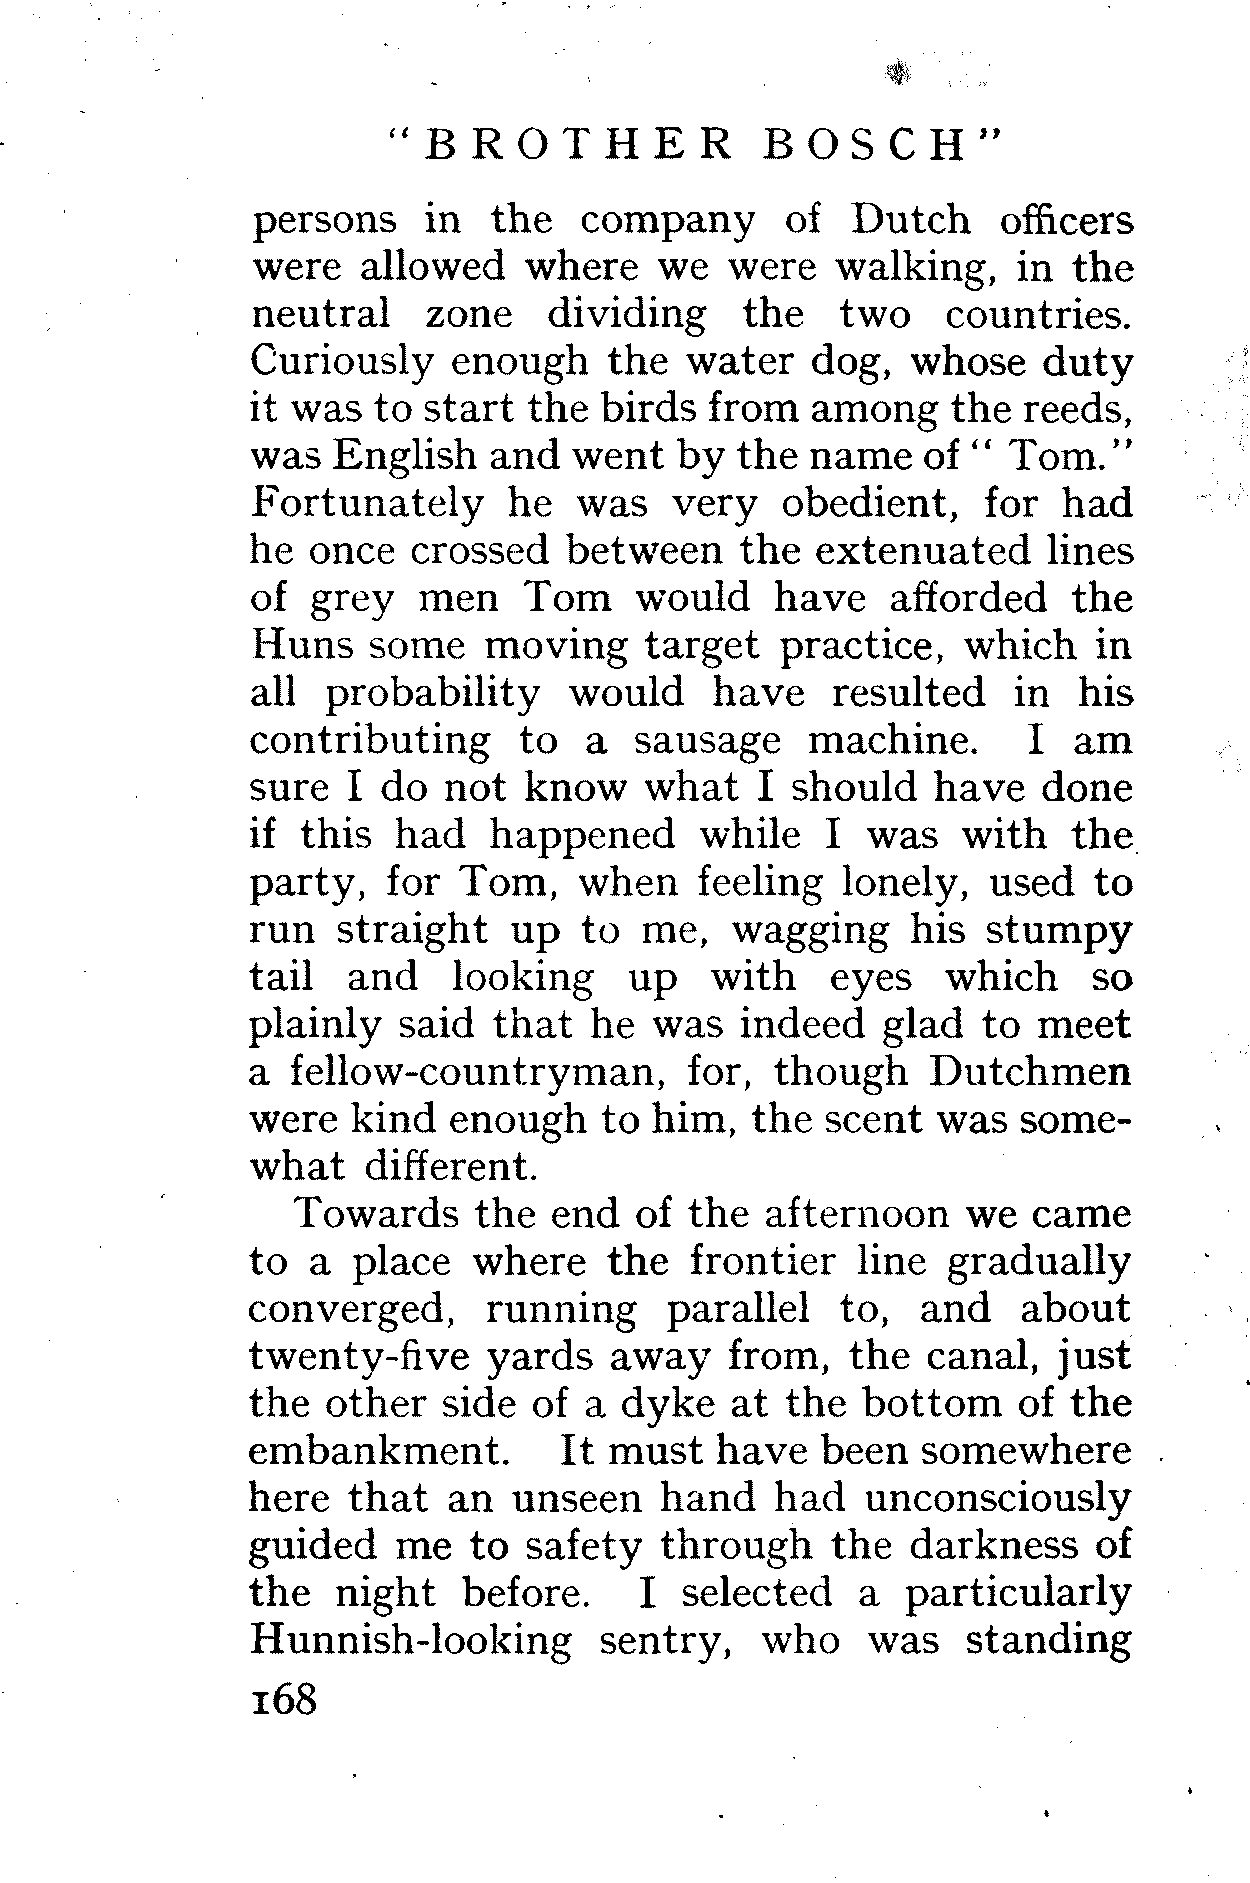 "BROTHER BOSCH"
persons in the company of Dutch officers
were allowed where we were walking, in the
neutral zone dividing the two countries.
Curiously enough the water dog, whose duty
it was to start the birds from among the reeds,
was English and went by the name of " Tom."
Fortunately he was very obedient, for had
he once crossed between the extenuated lines
of grey men Tom would have afforded the
Huns some moving target practice, which in
all probability would have resulted in his
contributing to a sausage machine. I am
sure I do not know what I should have done
if this had happened while I was with the
party, for Tom, when feeling lonely, used to
run straight up to me, wagging his stumpy
tail and looking up with eyes which so
plainly said that he was indeed glad to meet
a fellow-countryman, for, though Dutchmen
were kind enough to him, the scent was some-
what different.
Towards the end of the afternoon we came
to a place where the frontier line gradually
converged, running parallel to, and about
twenty-five yards away from, the canal, just
the other side of a dyke at the bottom of the
embankment. It must have been somewhere
here that an unseen hand had unconsciously
guided me to safety through the darkness of
the night before. I selected a particularly
Hunnish-looking sentry, who was standing
168